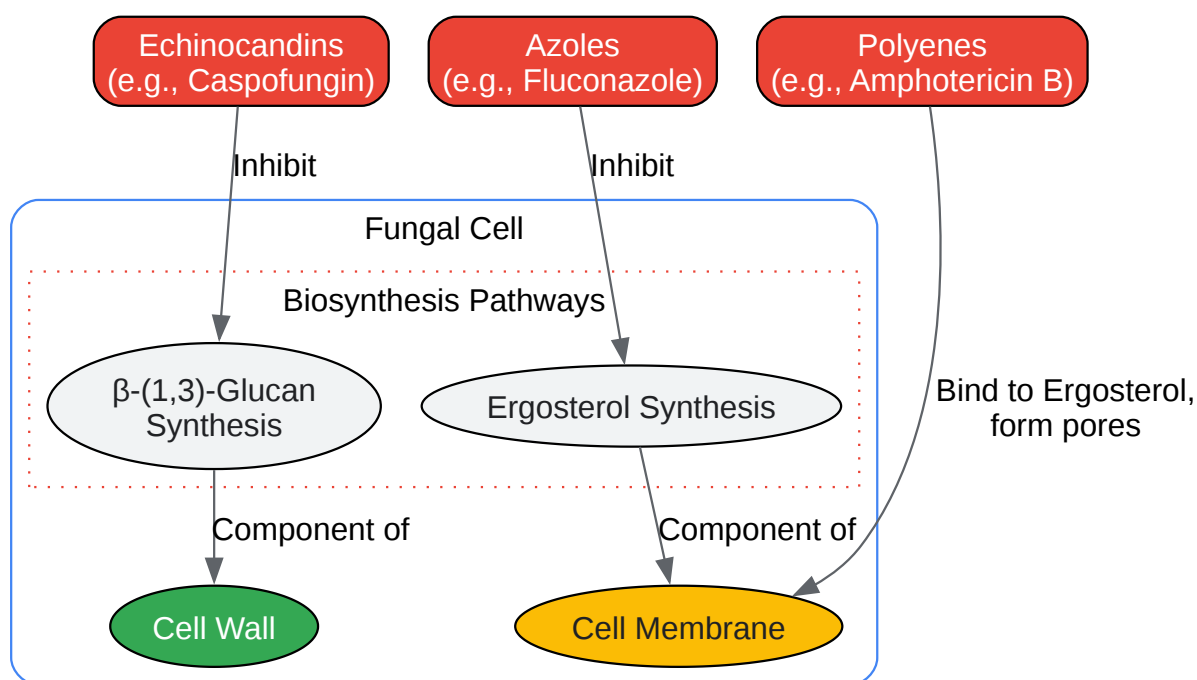 Echinocandins
(e.g., Caspofungin)
Azoles
(e.g., Fluconazole)
Polyenes
(e.g., Amphotericin B)
Inhibit
Inhibit
Fungal Cell
Biosynthesis Pathways
β-(1,3)-Glucan
Synthesis
Ergosterol Synthesis
Bind to Ergosterol,
form pores
Component of
Component of
Cell Wall
Cell Membrane